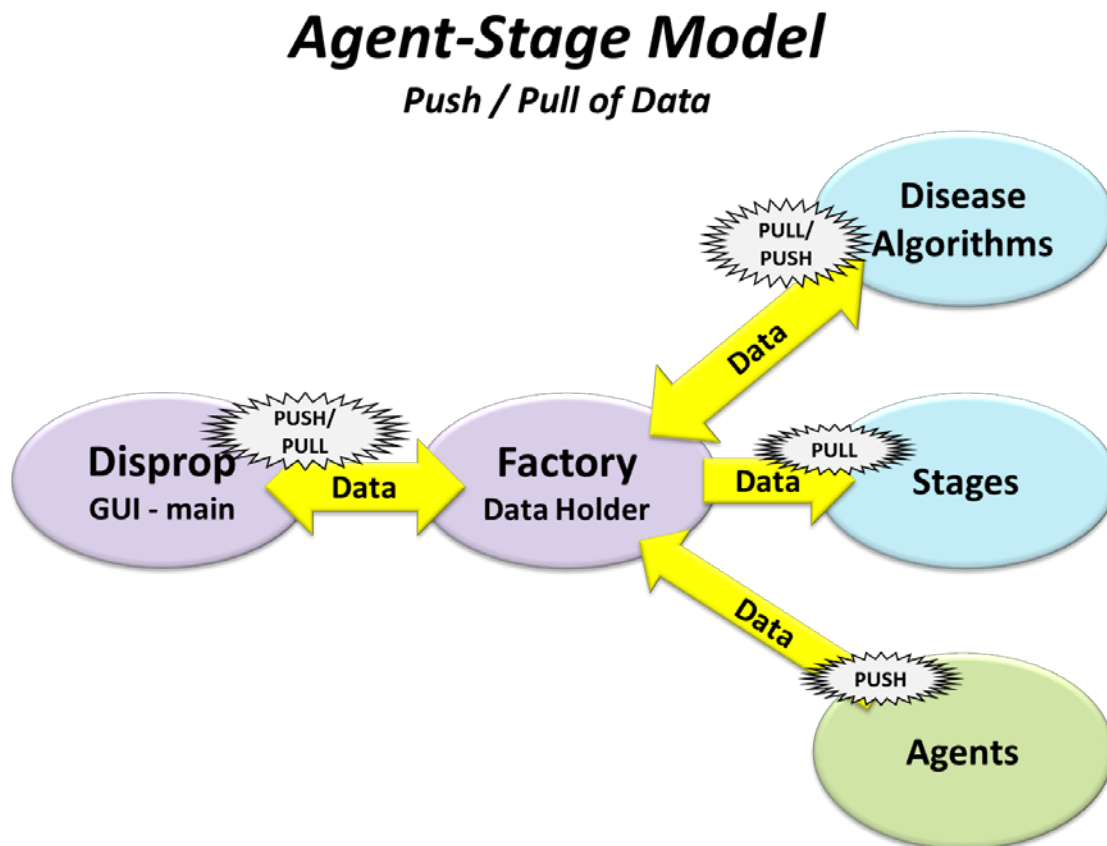 Agent-Stage Model
Push / Pull of Data
Disease
Algorithms
PULL/
PUSH
Data
Disprop
GUI - main
PUSH/
PULL
Data
Factory
Data Holder
Data
PULL
Stages
Data
PUSH
Agents